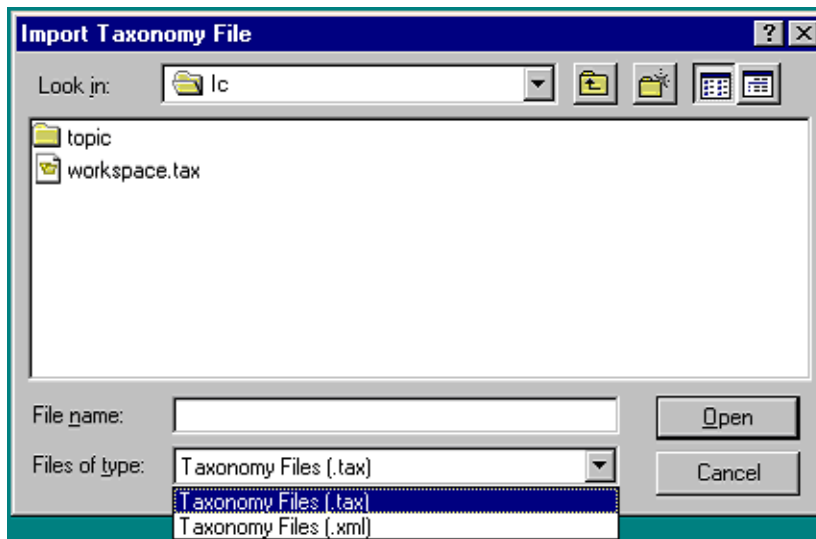 Import Taxonomy File
Look in: lc
topic
workspace.tax
File name: Open
Files of type: Taxonomy Files (.tax) Cancel
Taxonomy Files (.tax)
Taxonomy Files (.xml)